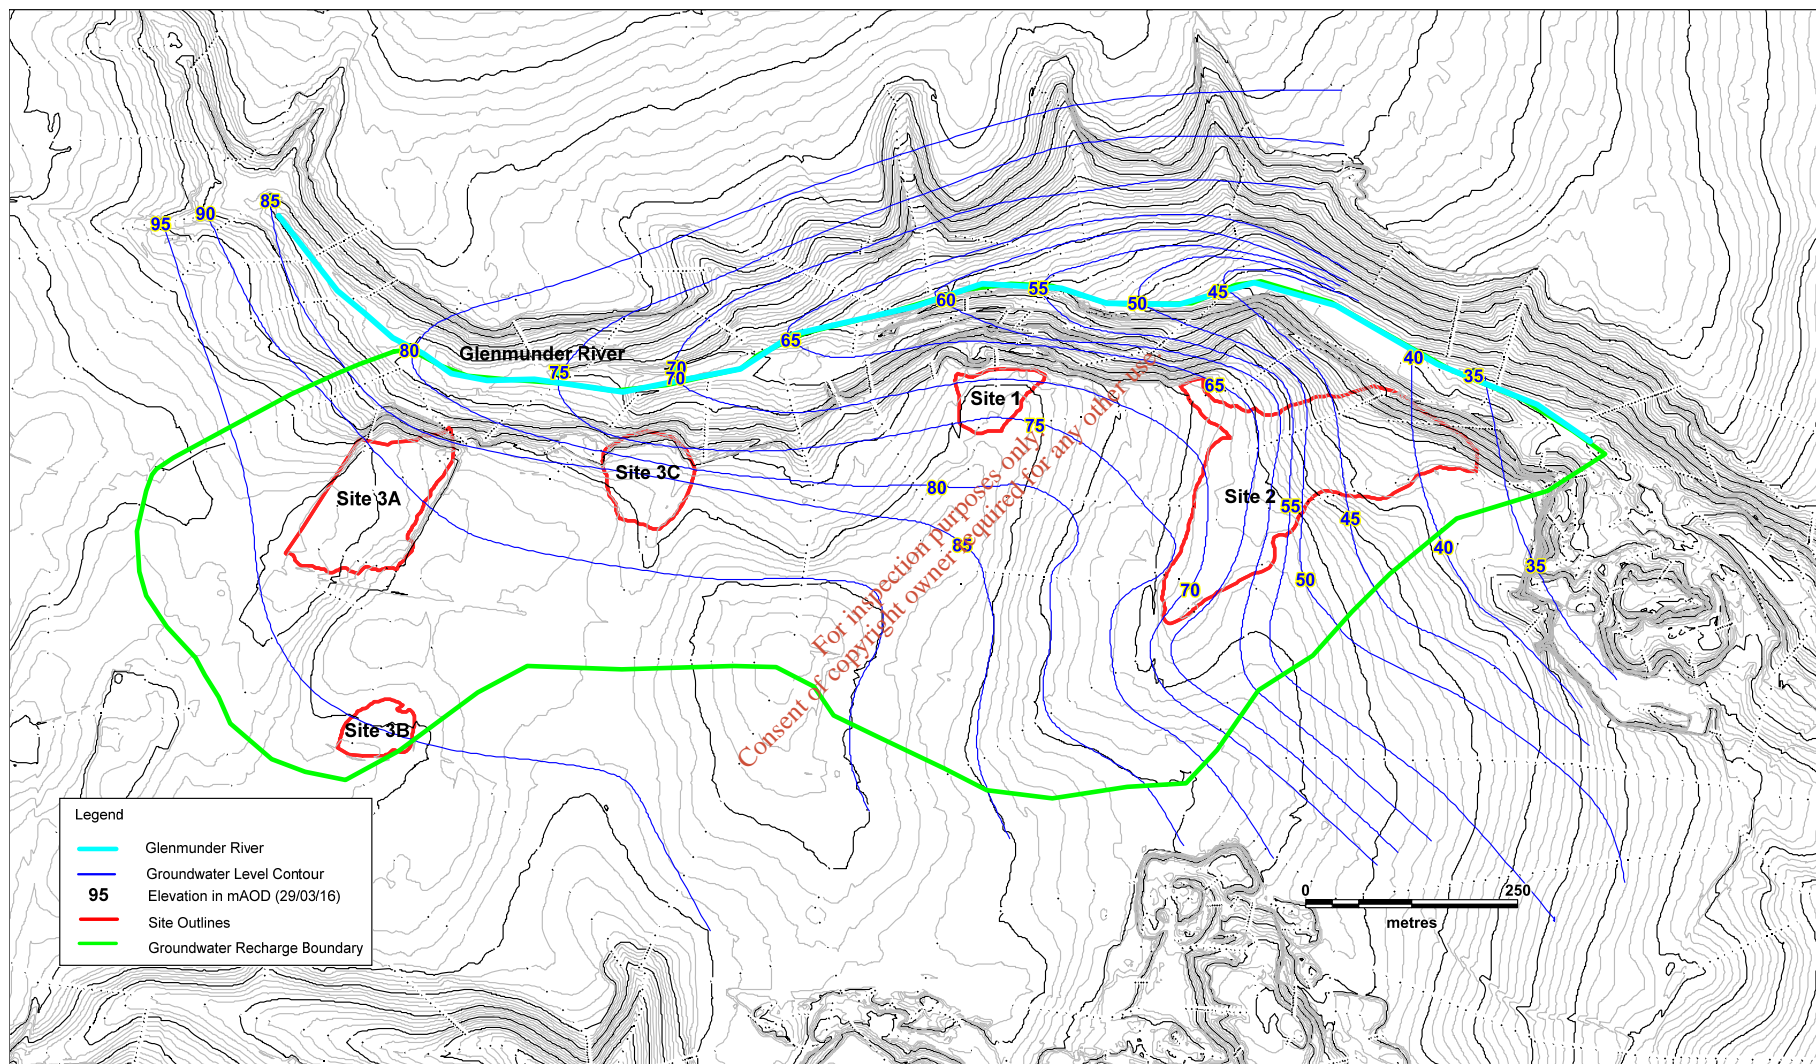 85
90
95
60
55
50
45
65
80
Glenmunder River
75
70
70
40
35
65
Site 1
75
Site 3C
Site 3A
80
Site 2
55
45
85
40
35
50
70
Site 3B
For inspection purposes only.
Consent of copyright owner required for any other use.
Legend
Glenmunder River
Groundwater Level Contour
95 Elevation in mAOD (29/03/16)
Site Outlines
Groundwater Recharge Boundary
0 250
metres